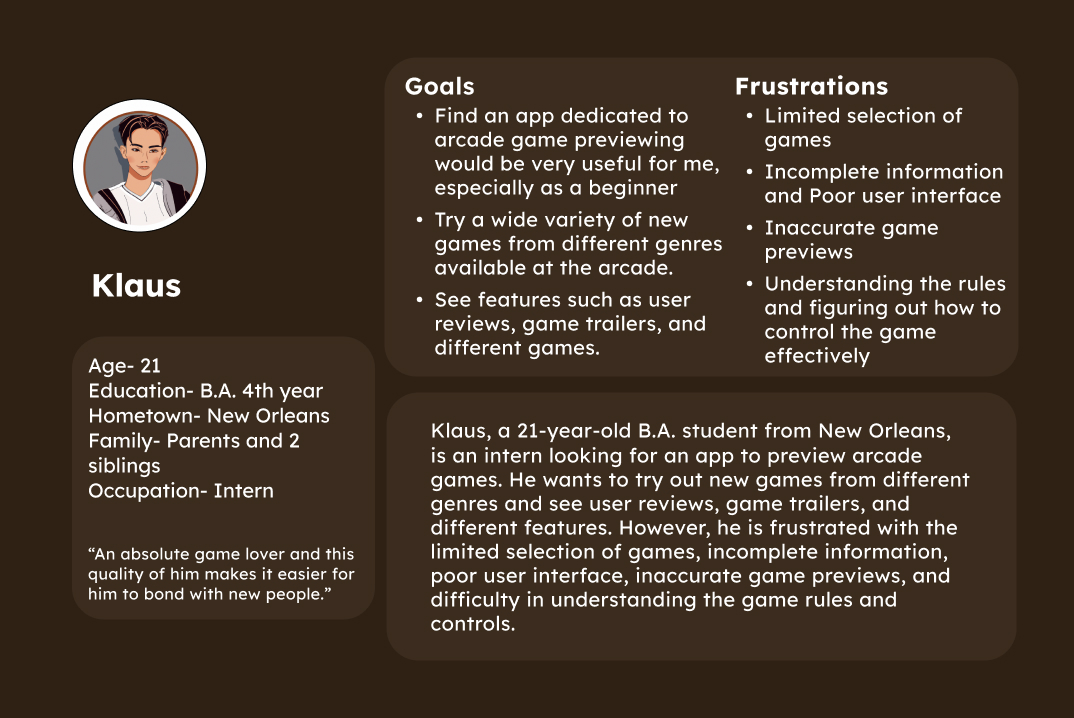 Klaus
Age- 21
Education- B.A. 4th year
Hometown- New Orleans
Family- Parents and 2
siblings
Occupation- Intern
“An absolute game lover and this
quality of him makes it easier for
him to bond with new people.”
Goals
• Find an app dedicated to
arcade game previewing
would be very useful for me,
especially as a beginner
• Try a wide variety of new
games from different genres
available at the arcade.
• See features such as user
reviews, game trailers, and
different games.
Frustrations
• Limited selection of
games
• Incomplete information
and Poor user interface
• Inaccurate game
previews
• Understanding the rules
and figuring out how to
control the game
effectively
Klaus, a 21-year-old B.A. student from New Orleans,
is an intern looking for an app to preview arcade
games. He wants to try out new games from different
genres and see user reviews, game trailers, and
different features. However, he is frustrated with the
limited selection of games, incomplete information,
poor user interface, inaccurate game previews, and
difficulty in understanding the game rules and
controls.